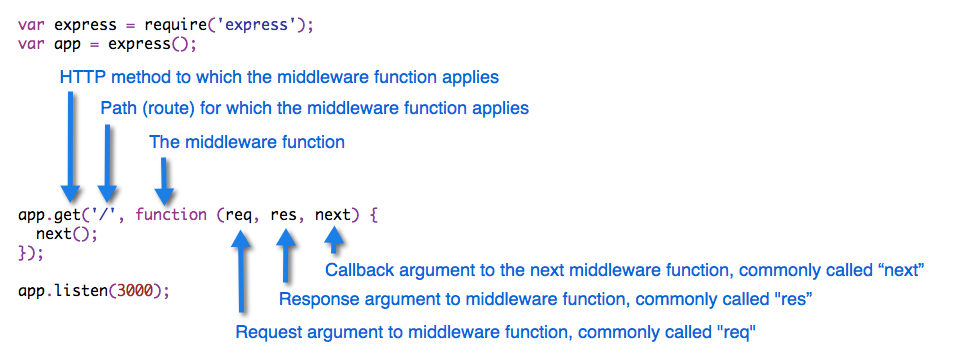 var express = require('express');
var app = express();
HTTP method to which the middleware function applies
Path (route) for which the middleware function applies
The middleware function
app.get('/', function (req, res, next) {
next();
});
Callback argument to the next middleware function, commonly called “next”
app.listen(3000);
Response argument to middleware function, commonly called "res”
Request argument to middleware function, commonly called "req"